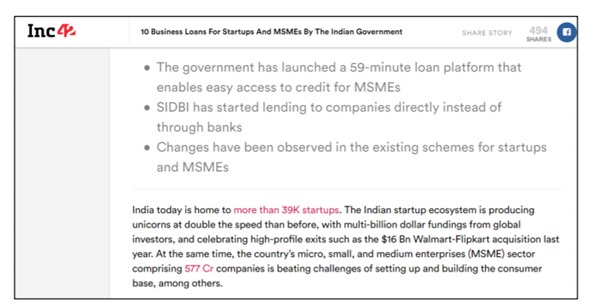 Inc42
10 Business Loans For Startups And MSMEs By The Indian Government
SHARE STORY
494
SHARES
• The government has launched a 59-minute loan platform that
enables easy access to credit for MSMEs
• SIDBI has started lending to companies directly instead of
through banks
• Changes have been observed in the existing schemes for startups
and MSMEs
India today is home to more than 39K startups. The Indian startup ecosystem is producing
unicorns at double the speed than before, with multi-billion dollar fundings from global
investors, and celebrating high-profile exits such as the $16 Bn Walmart-Flipkart acquisition last
year. At the same time, the country's micro, small, and medium enterprises (MSME) sector
comprising 577 Cr companies is beating challenges of setting up and building the consumer
base, among others.